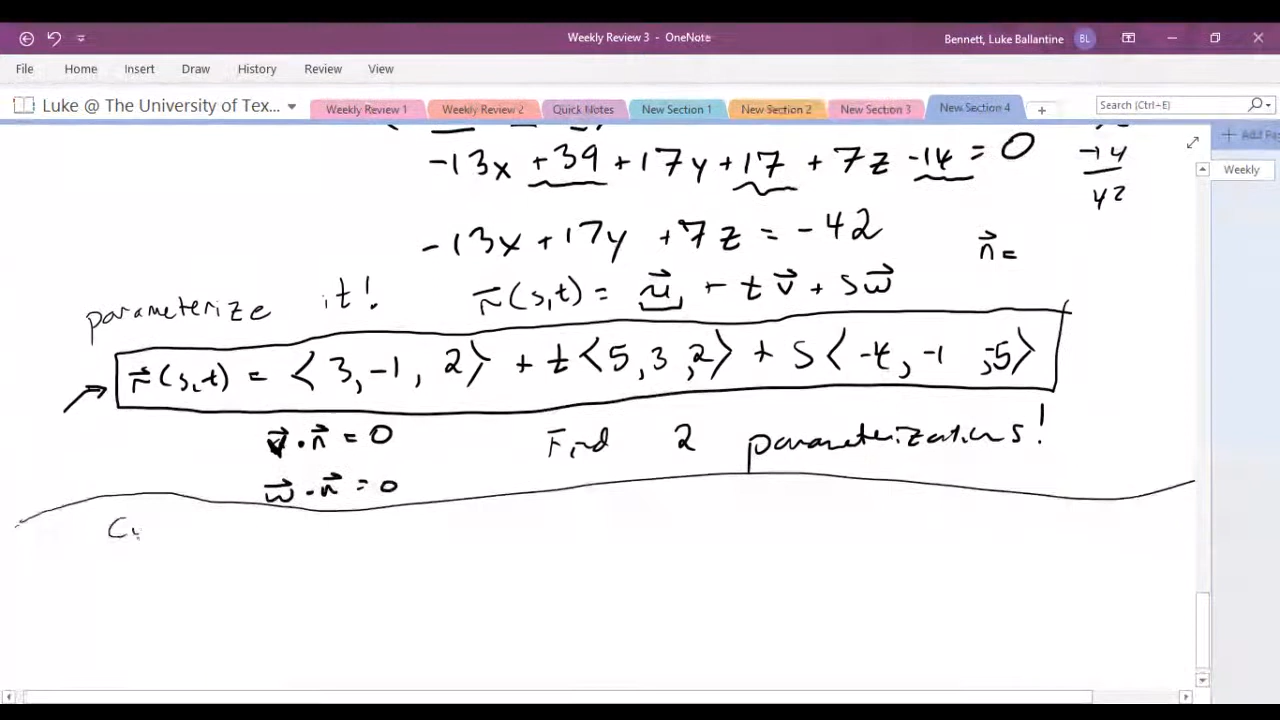 Weekly Review 3 - OneNote
Bennett, Luke Ballantine BL
File Home Insert Draw History Review View
Luke @ The University of Tex... Weekly Review 1 Weekly Review 2 Quick Notes New Section 1 New Section 2 New Section 3 New Section 4 + Search (Ctrl+E)
+ Add Pa
Weekly
-13x +39 +17y +17 +7z -14 = 0
-14
42
-13x +17y +7z = -42
n⃗ =
parameterize it! r⃗(s,t) = u⃗ + t v⃗ + s w⃗
r⃗(s,t) = ⟨3, -1, 2⟩ + t⟨5, 3, 2⟩ + s⟨-4, -1, -5⟩
v⃗ · n⃗ = 0 Find 2 parameterizations!
w⃗ · n⃗ = 0